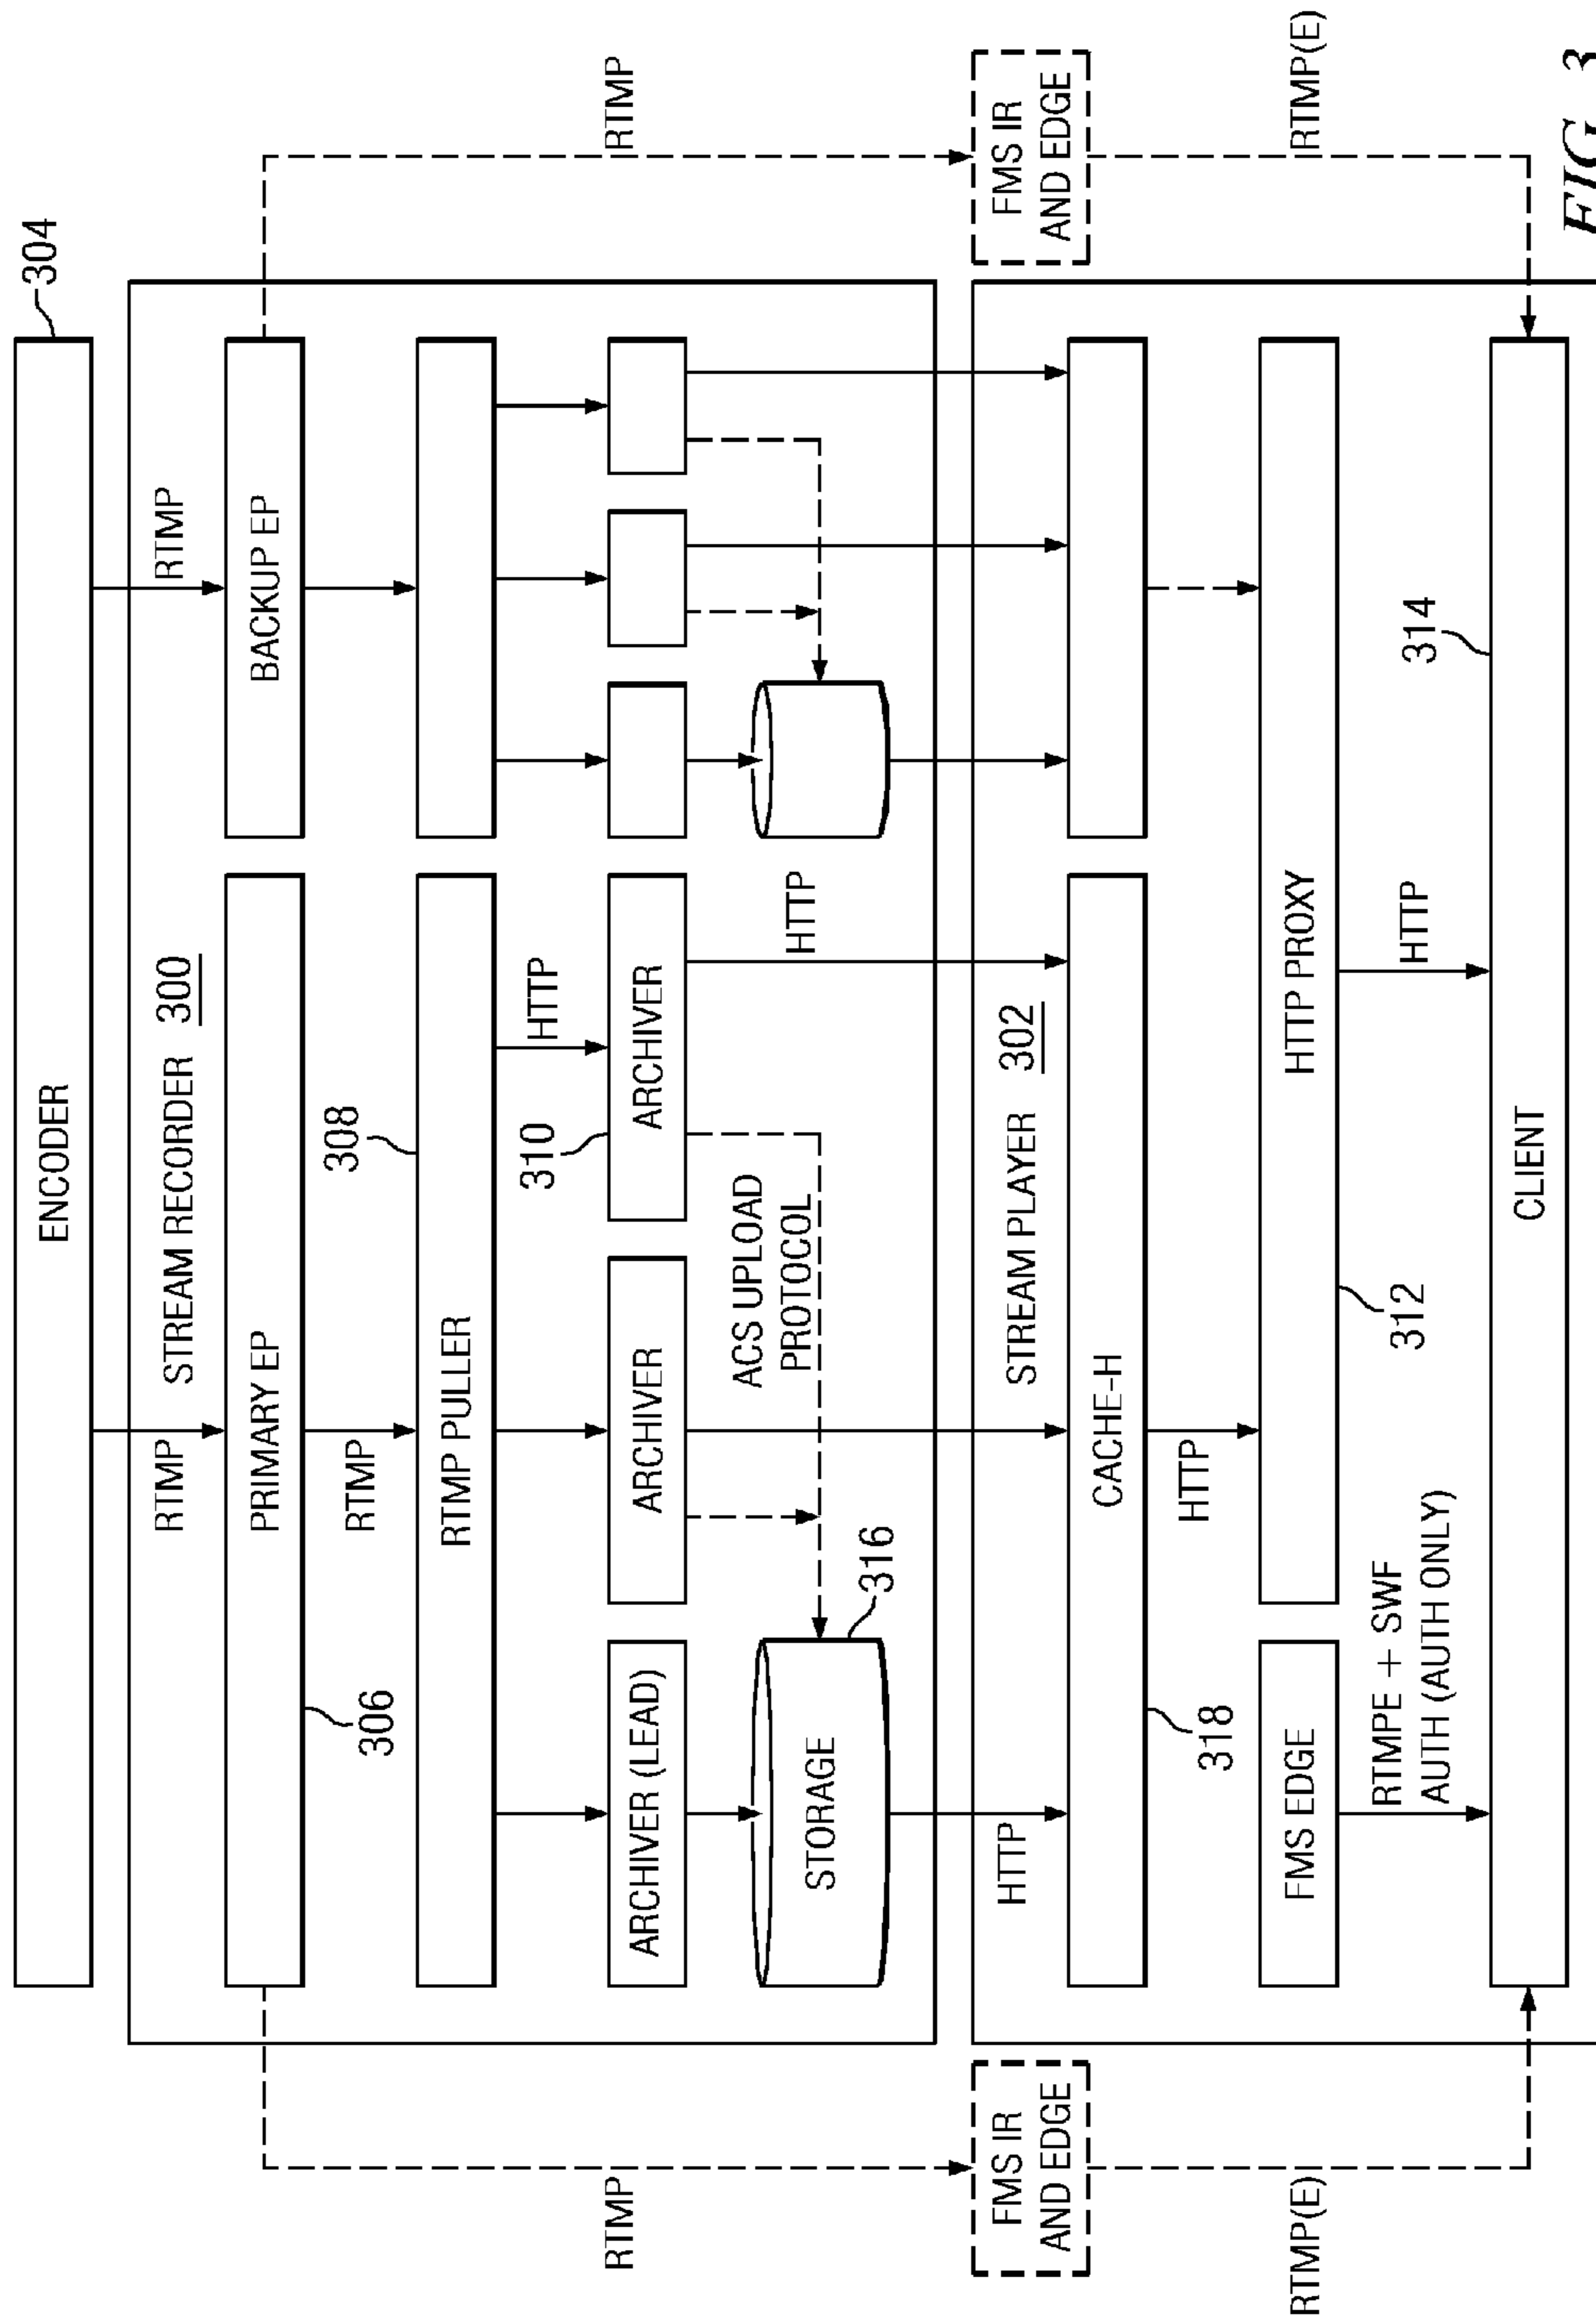 ENCODER
304
STREAM RECORDER 300
RTMP
RTMP
PRIMARY EP
BACKUP EP
306
RTMP
308
RTMP PULLER
HTTP
310
ARCHIVER (LEAD)
ARCHIVER
ARCHIVER
RTMP
RTMP
ACS UPLOAD
PROTOCOL
HTTP
STORAGE
316
HTTP
STREAM PLAYER 302
FMS IR
AND EDGE
FMS IR
AND EDGE
CACHE-H
318
HTTP
FMS EDGE
HTTP PROXY
RTMP(E)
RTMP(E)
312
RTMPE + SWF
AUTH (AUTH ONLY)
HTTP
314
CLIENT
FIG. 3